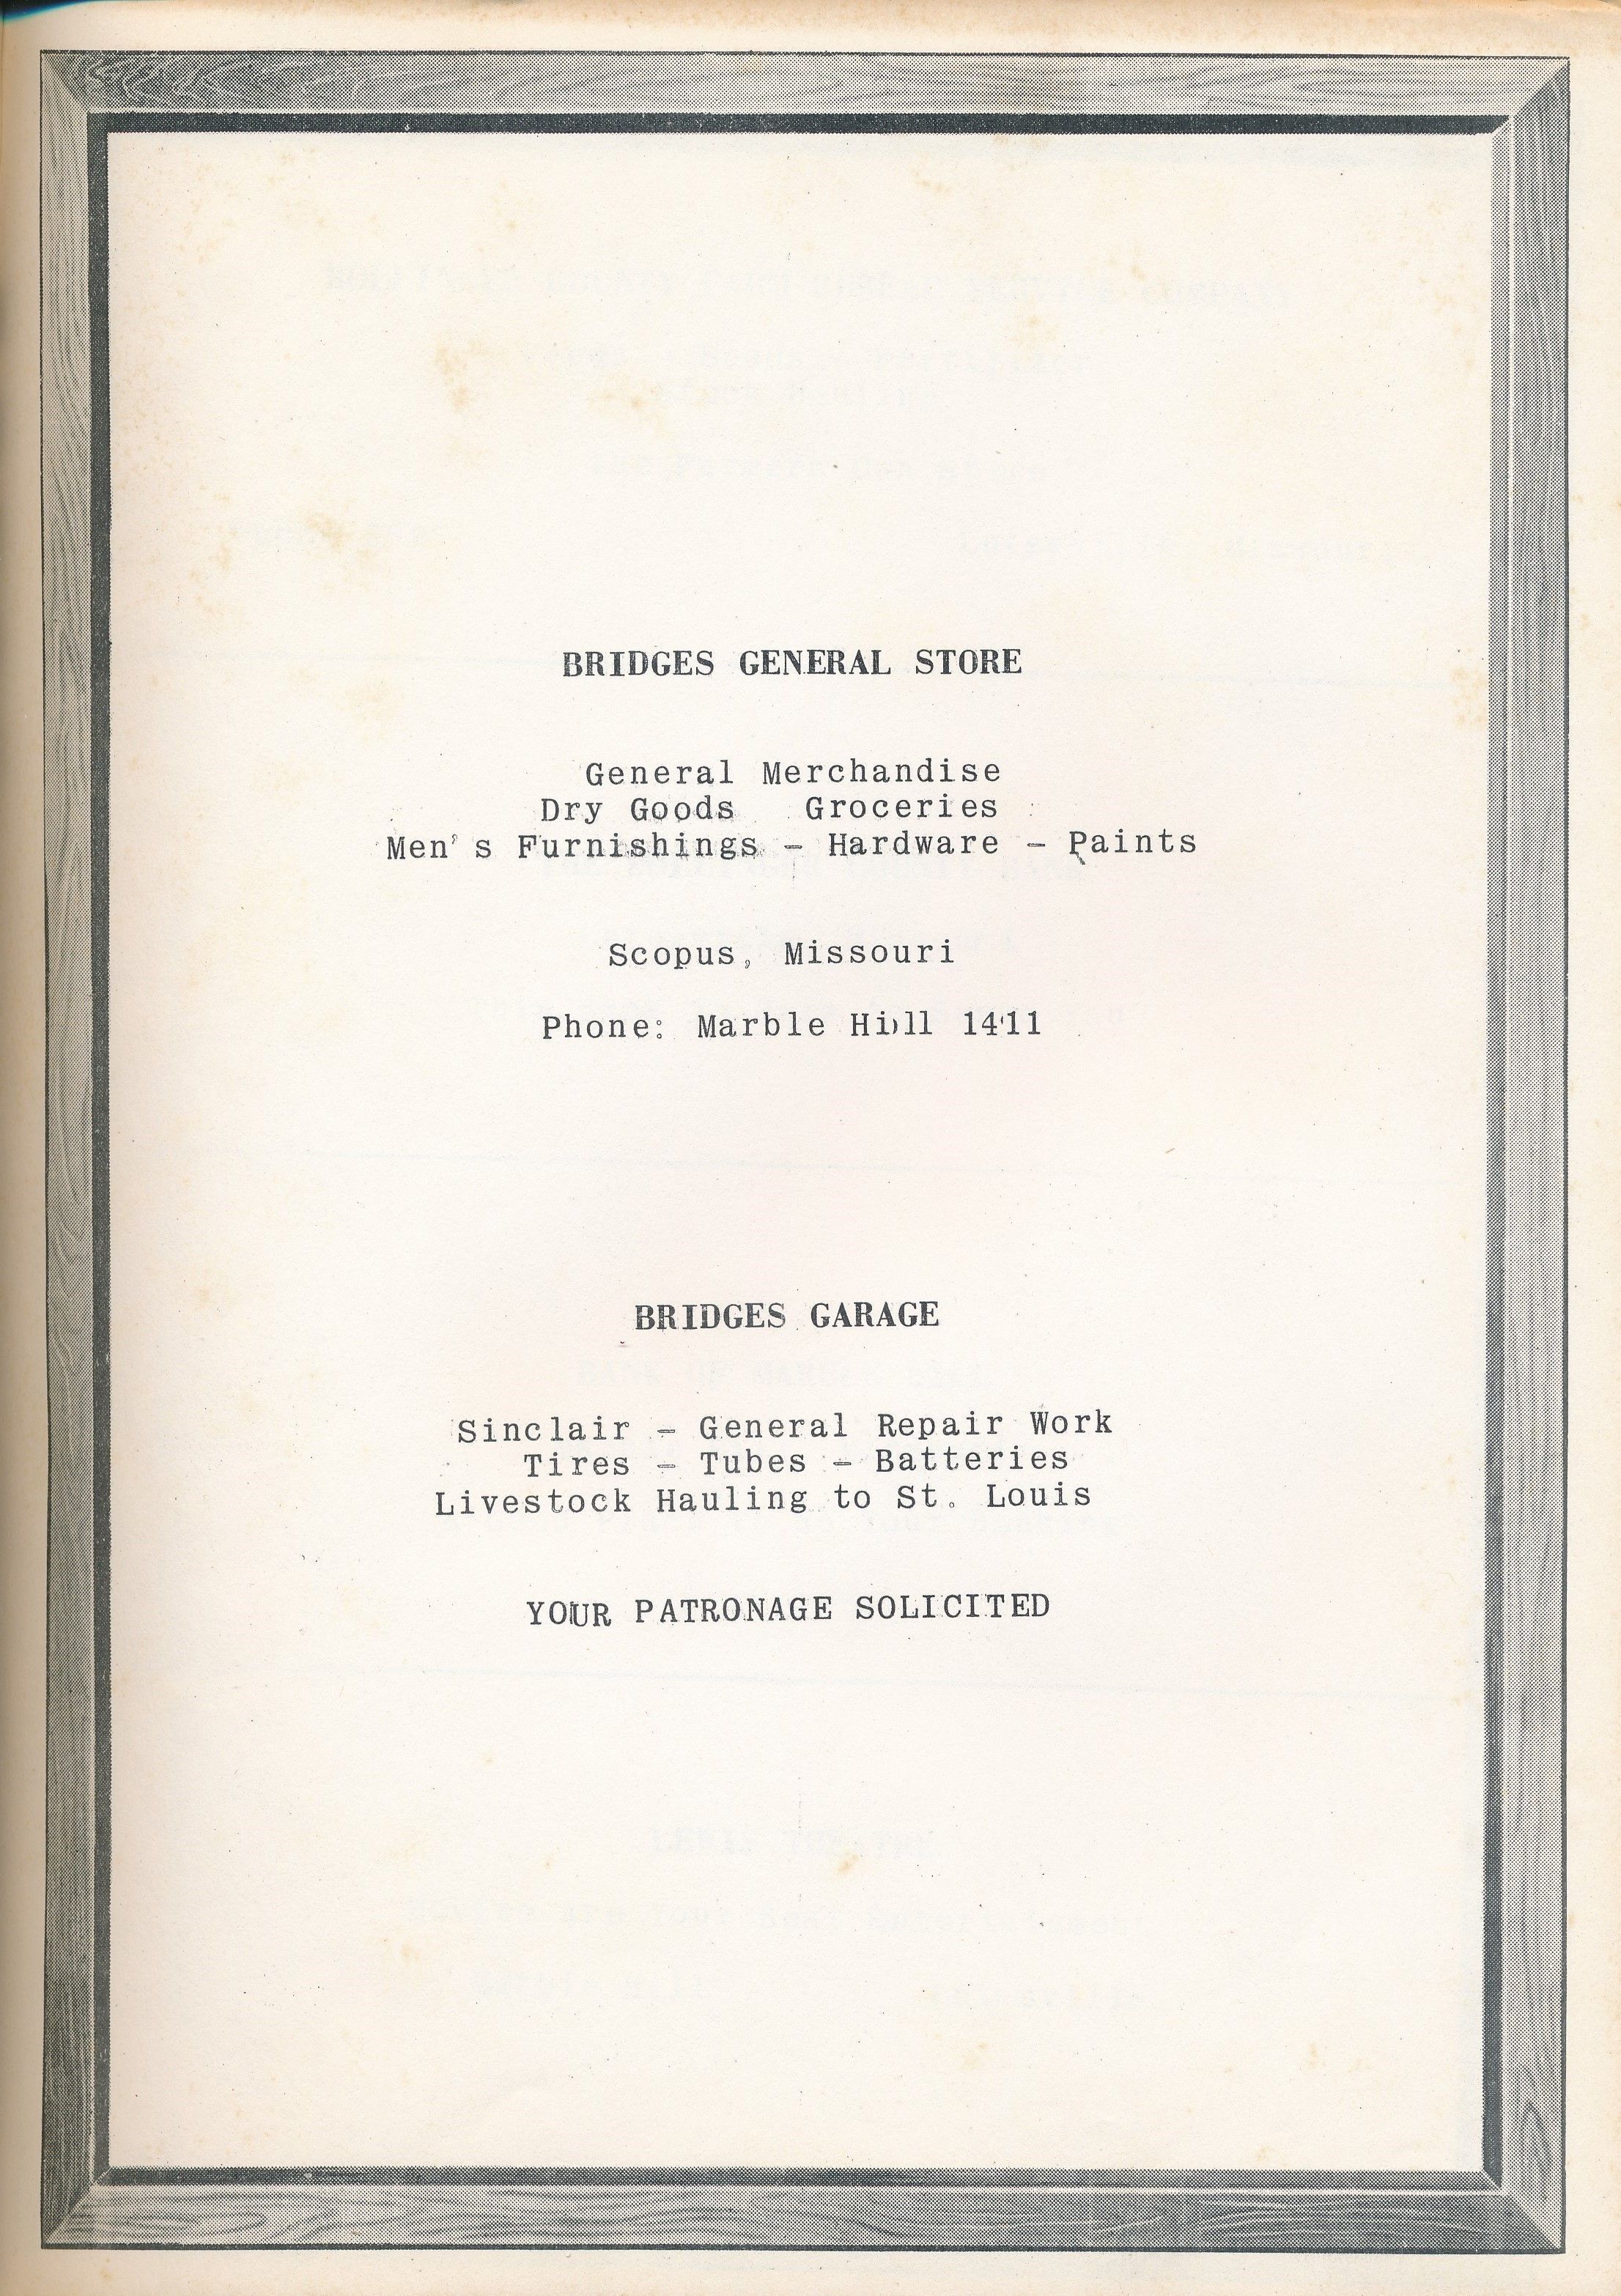 BRIDGES GENERAL STORE
General Merchandise
Dry Goods Groceries
Men's Furnishings - Hardware - Paints
Scopus, Missouri
Phone: Marble Hill 1411
BRIDGES GARAGE
Sinclair - General Repair Work
Tires - Tubes - Batteries
Livestock Hauling to St. Louis
YOUR PATRONAGE SOLICITED